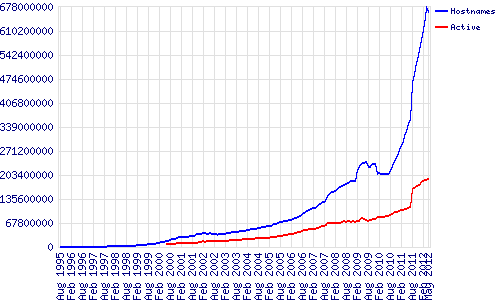 Hostnames
Active
678000000
610200000
542400000
474600000
406800000
339000000
271200000
203400000
135600000
67800000
0
Aug 1995
Feb 1996
Aug 1996
Feb 1997
Aug 1997
Feb 1998
Aug 1998
Feb 1999
Aug 1999
Feb 2000
Aug 2000
Feb 2001
Aug 2001
Feb 2002
Aug 2002
Feb 2003
Aug 2003
Feb 2004
Aug 2004
Feb 2005
Aug 2005
Feb 2006
Aug 2006
Feb 2007
Aug 2007
Feb 2008
Aug 2008
Feb 2009
Aug 2009
Feb 2010
Aug 2010
Feb 2011
Aug 2011
Feb 2012